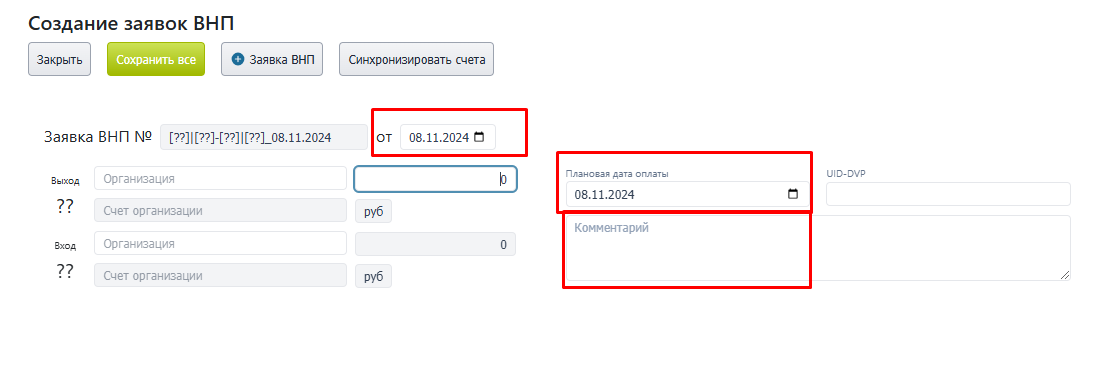 Создание заявок ВНП
Закрыть Сохранить все Заявка ВНП Синхронизировать счета
Заявка ВНП № [??]|[??]-[??]|[??]_08.11.2024 от 08.11.2024
Плановая дата оплаты UID-DVP
Выход Организация 0 08.11.2024
?? Счет организации руб Комментарий
Вход Организация 0
?? Счет организации руб